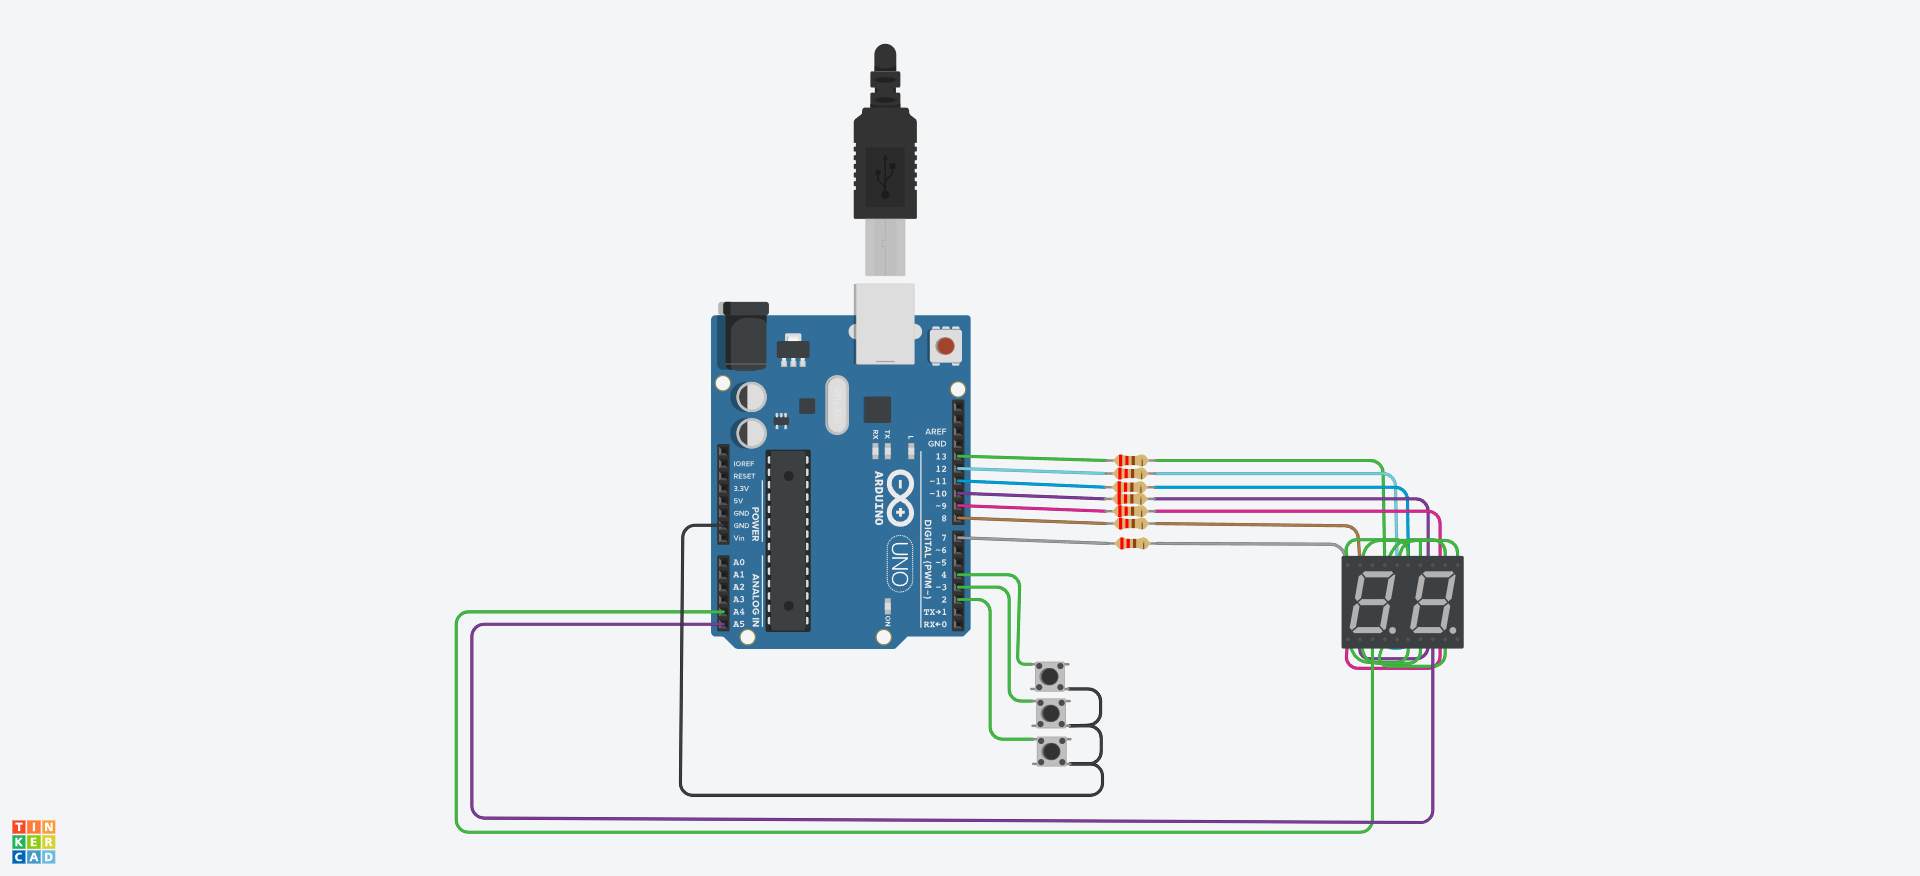 IOREF
RESET
3.3V
5V
GND
GND
Vin
POWER
A0
A1
A2
A3
A4
A5
ANALOG IN
RX
TX
L
ARDUINO
UNO
ON
AREF
GND
13
12
~11
~10
~9
8
7
~6
~5
4
~3
2
TX→1
RX←0
DIGITAL (PWM~)
TIN
KER
CAD